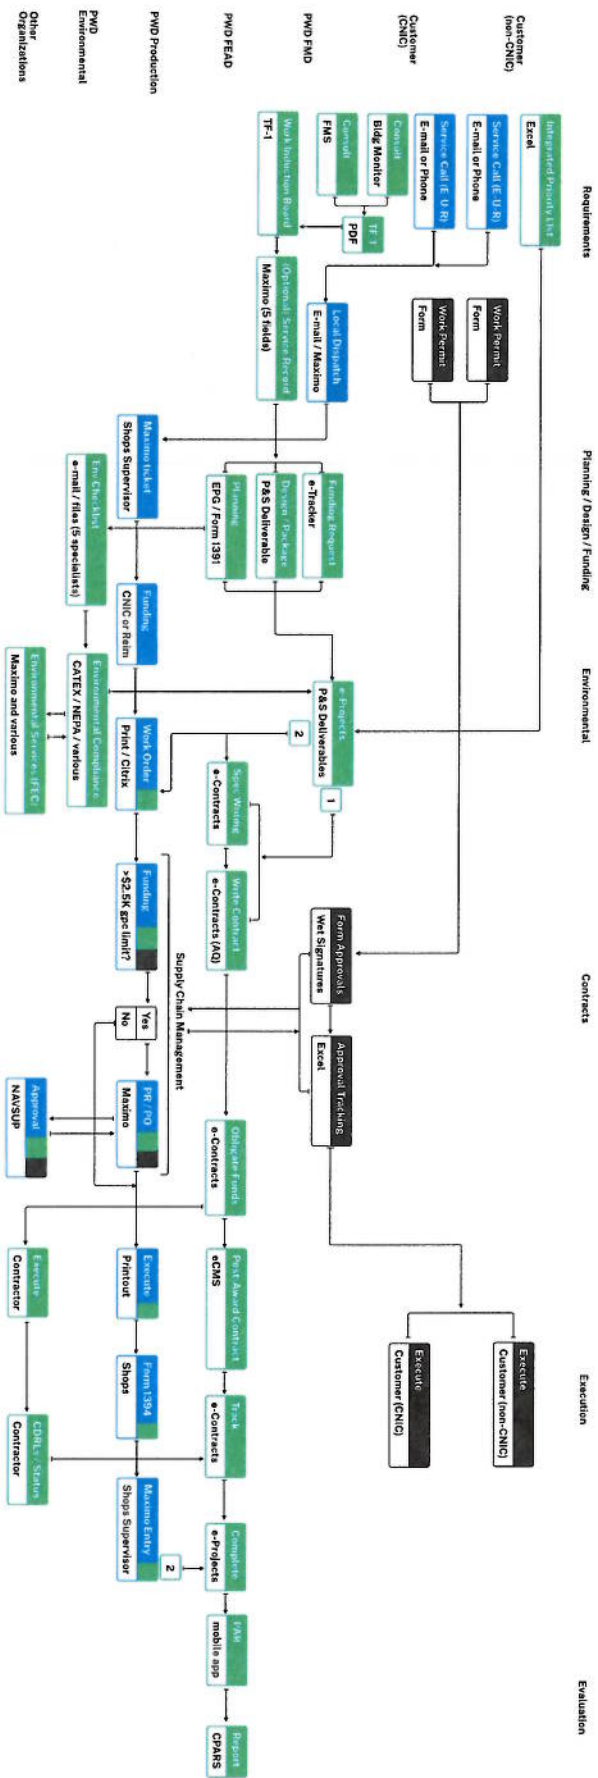 Requirements
Planning / Design / Funding
Environmental
Contracts
Execution
Evaluation
Customer
(non-CNIC)
Integrated Priority List
Excel
Service Call (E-U-R)
E-mail or Phone
Work Permit
Form
Execute
Customer (non-CNIC)
Customer
(CNIC)
Service Call (E-U-R)
E-mail or Phone
Work Permit
Form
Execute
Customer (CNIC)
PWD FMD
Consult
Bldg Monitor
Consult
FMS
TF-1
PDF
Local Dispatch
E-mail / Maximo
Funding Request
e-Tracker
e-Projects
P&S Deliverables
1
2
Form Approvals
Wet Signatures
Approval Tracking
Excel
Work Induction Board
TF-1
(Optional) Service Record
Maximo (5 fields)
Design / Package
P&S Deliverable
PWD FEAD
Planning
EPG / Form 1391
Spec Writing
e-Contracts
Write Contract
e-Contracts (AQ)
Obligate Funds
e-Contracts
Post Award Contract
eCMS
Track
e-Contracts
Complete
e-Projects
PAR
mobile app
Report
CPARS
Supply Chain Management
PWD Production
Maximo ticket
Shops Supervisor
Funding
CNIC or Reim
Work Order
Print / Citrix
Funding
>$2.5K gpc limit?
Yes
No
PR / PO
Maximo
Execute
Printout
Form 1394
Shops
Maximo Entry
Shops Supervisor
2
PWD
Environmental
Env Checklist
e-mail / files (5 specialists)
Environmental Compliance
CATEX / NEPA / various
Other
Organizations
Environmental Services (FEC)
Maximo and various
Approval
NAVSUP
Execute
Contractor
CDRLs / Status
Contractor